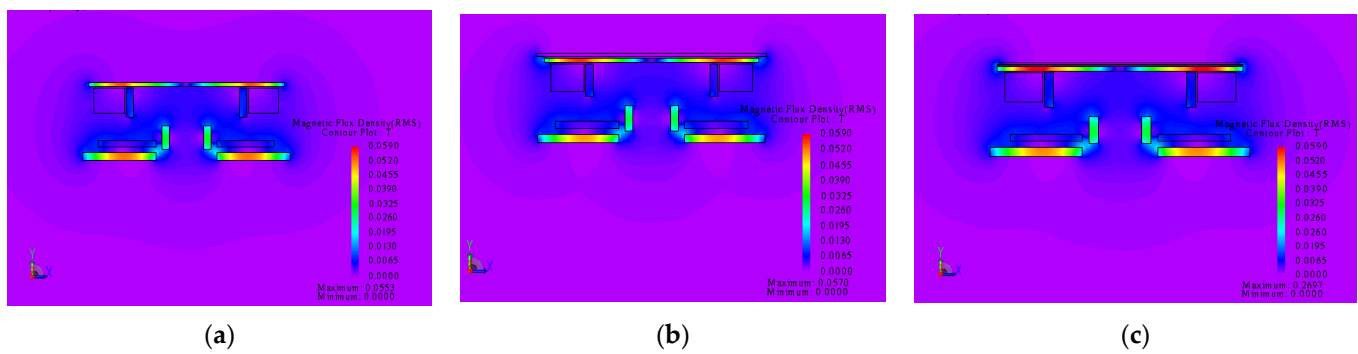 Magnetic Flux Density(RMS)
Contour Plot : T
0.0590
0.0520
0.0455
0.0390
0.0325
0.0260
0.0195
0.0130
0.0065
0.0000
Maximum: 0.0553
Minimum: 0.0000
Y
X
(a)
Magnetic Flux Density(RMS)
Contour Plot : T
0.0590
0.0520
0.0455
0.0390
0.0325
0.0260
0.0195
0.0130
0.0065
0.0000
Maximum: 0.0570
Minimum: 0.0000
Y
X
(b)
Magnetic Flux Density(RMS)
Contour Plot : T
0.0590
0.0520
0.0455
0.0390
0.0325
0.0260
0.0195
0.0130
0.0065
0.0000
Maximum: 0.2697
Minimum: 0.0000
Y
X
(c)